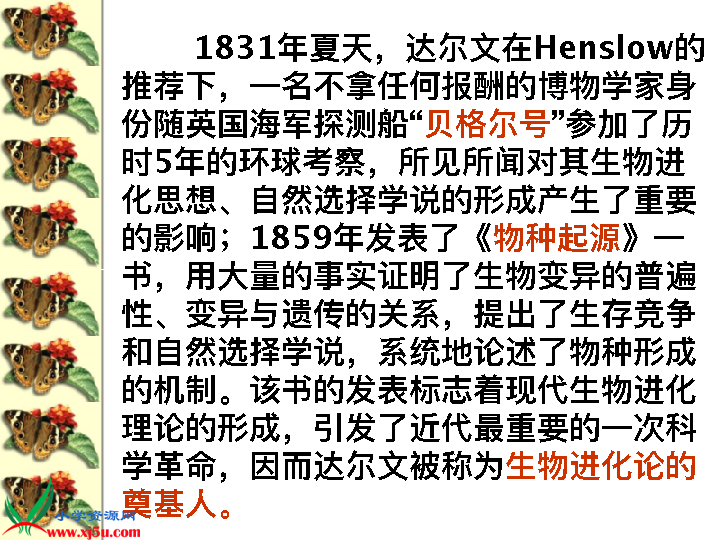 1831年夏天，达尔文在Henslow的
推荐下，一名不拿任何报酬的博物学家身
份随英国海军探测船“贝格尔号”参加了历
时5年的环球考察，所见所闻对其生物进
化思想、自然选择学说的形成产生了重要
的影响；1859年发表了《物种起源》一
书，用大量的事实证明了生物变异的普遍
性、变异与遗传的关系，提出了生存竞争
和自然选择学说，系统地论述了物种形成
的机制。该书的发表标志着现代生物进化
理论的形成，引发了近代最重要的一次科
学革命，因而达尔文被称为生物进化论的
奠基人。
小学资源网
www.xj5u.com